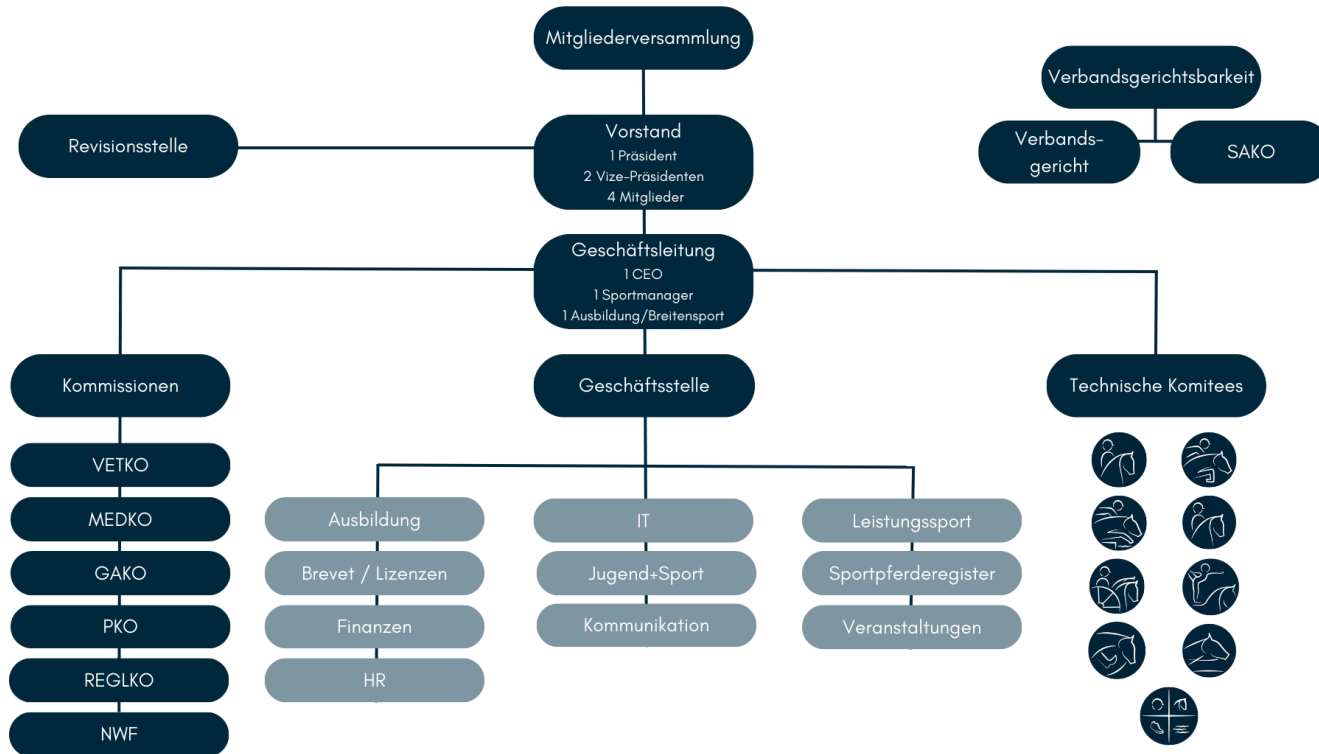 Mitgliederversammlung
Verbandsgerichtsbarkeit
Revisionsstelle
Vorstand
1 Präsident
2 Vize-Präsidenten
4 Mitglieder
Verbands-
gericht
SAKO
Geschäftsleitung
1 CEO
1 Sportmanager
1 Ausbildung/Breitensport
Kommissionen
Geschäftsstelle
Technische Komitees
VETKO
MEDKO
GAKO
PKO
REGLKO
NWF
Ausbildung
Brevet / Lizenzen
Finanzen
HR
IT
Jugend+Sport
Kommunikation
Leistungssport
Sportpferderegister
Veranstaltungen